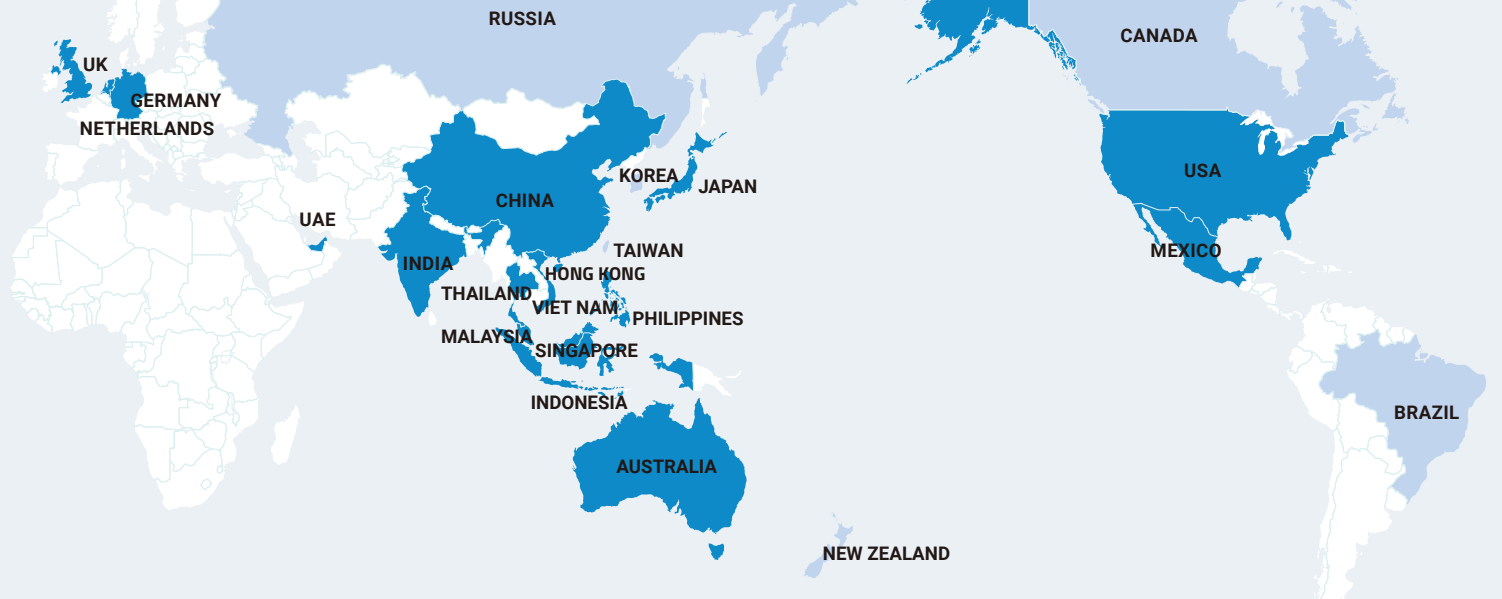 RUSSIA
CANADA
UK
GERMANY
NETHERLANDS
USA
KOREA
JAPAN
CHINA
UAE
TAIWAN
MEXICO
INDIA
HONG KONG
THAILAND
VIET NAM
PHILIPPINES
MALAYSIA
SINGAPORE
INDONESIA
BRAZIL
AUSTRALIA
NEW ZEALAND